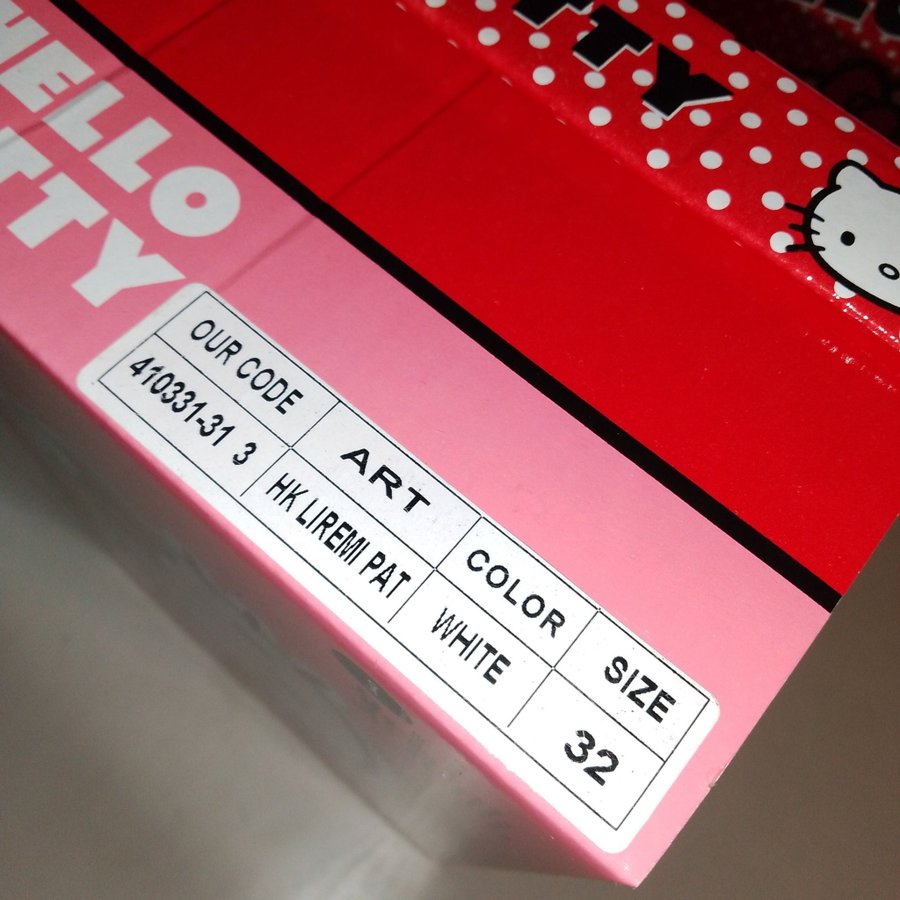 HELLO
TTY
TTY
OUR CODE ART COLOR SIZE
410331-31 3 HK LIREMI PAT WHITE 32